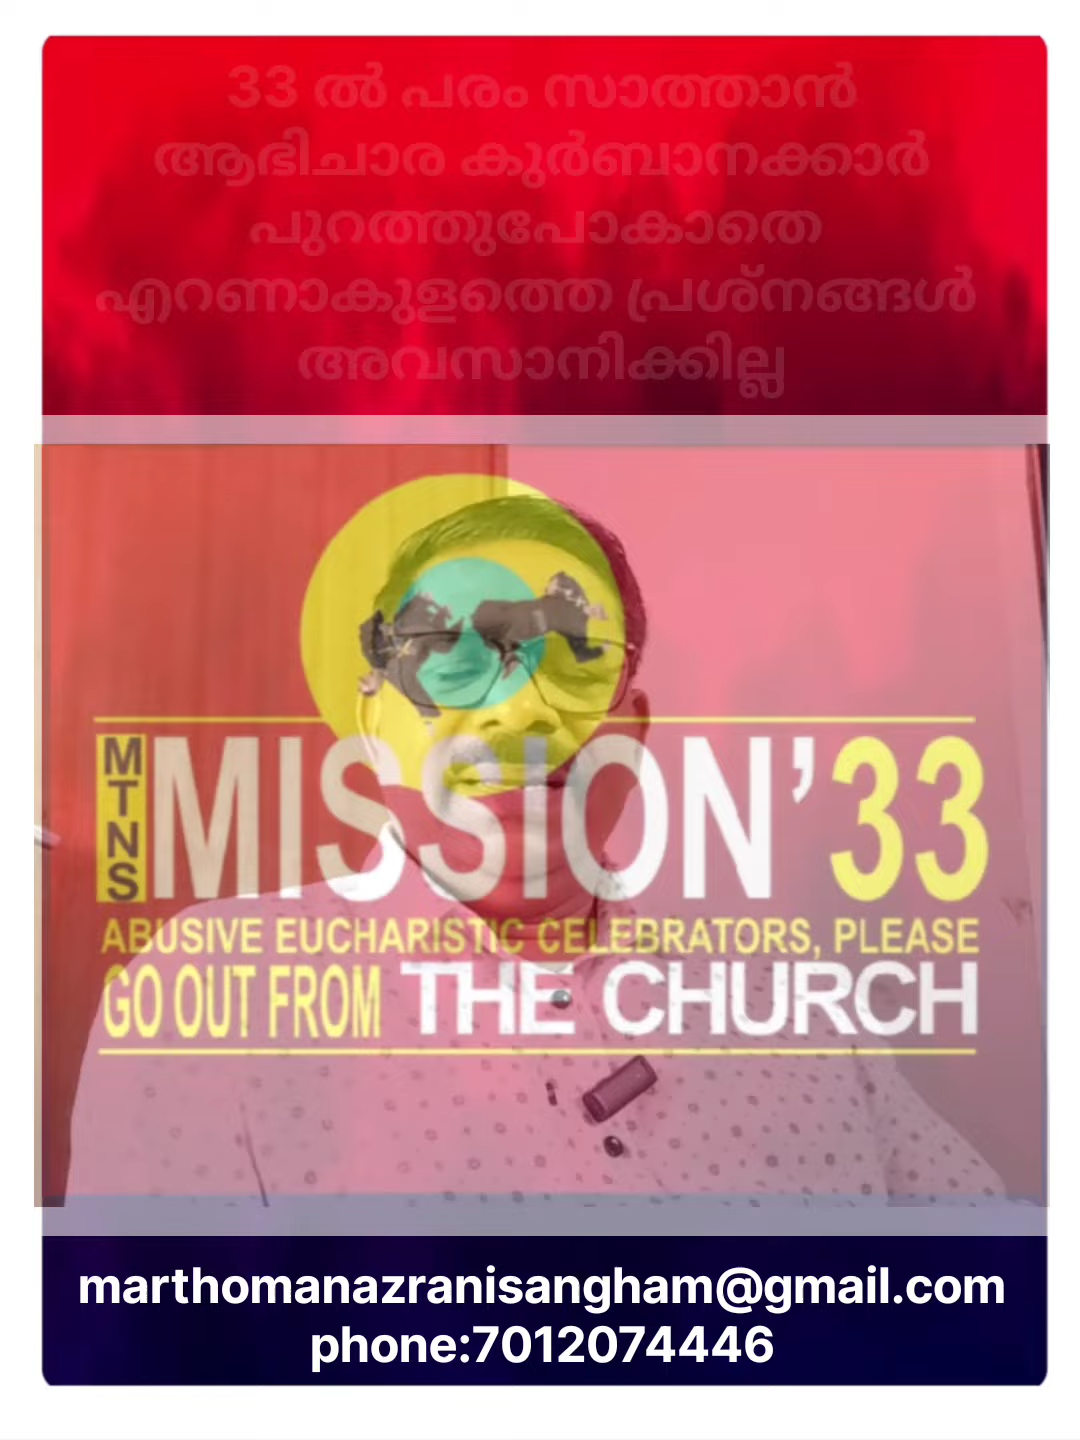 33 ൽ പരം സാത്താൻ
ആഭിചാര കുർബാനക്കാർ
പുറത്തുപോകാതെ
എറണാകുളത്തെ പ്രശ്നങ്ങൾ
അവസാനിക്കില്ല
MTNS MISSION'33
ABUSIVE EUCHARISTIC CELEBRATORS, PLEASE
GO OUT FROM THE CHURCH
marthomanazranisangham@gmail.com
phone:7012074446